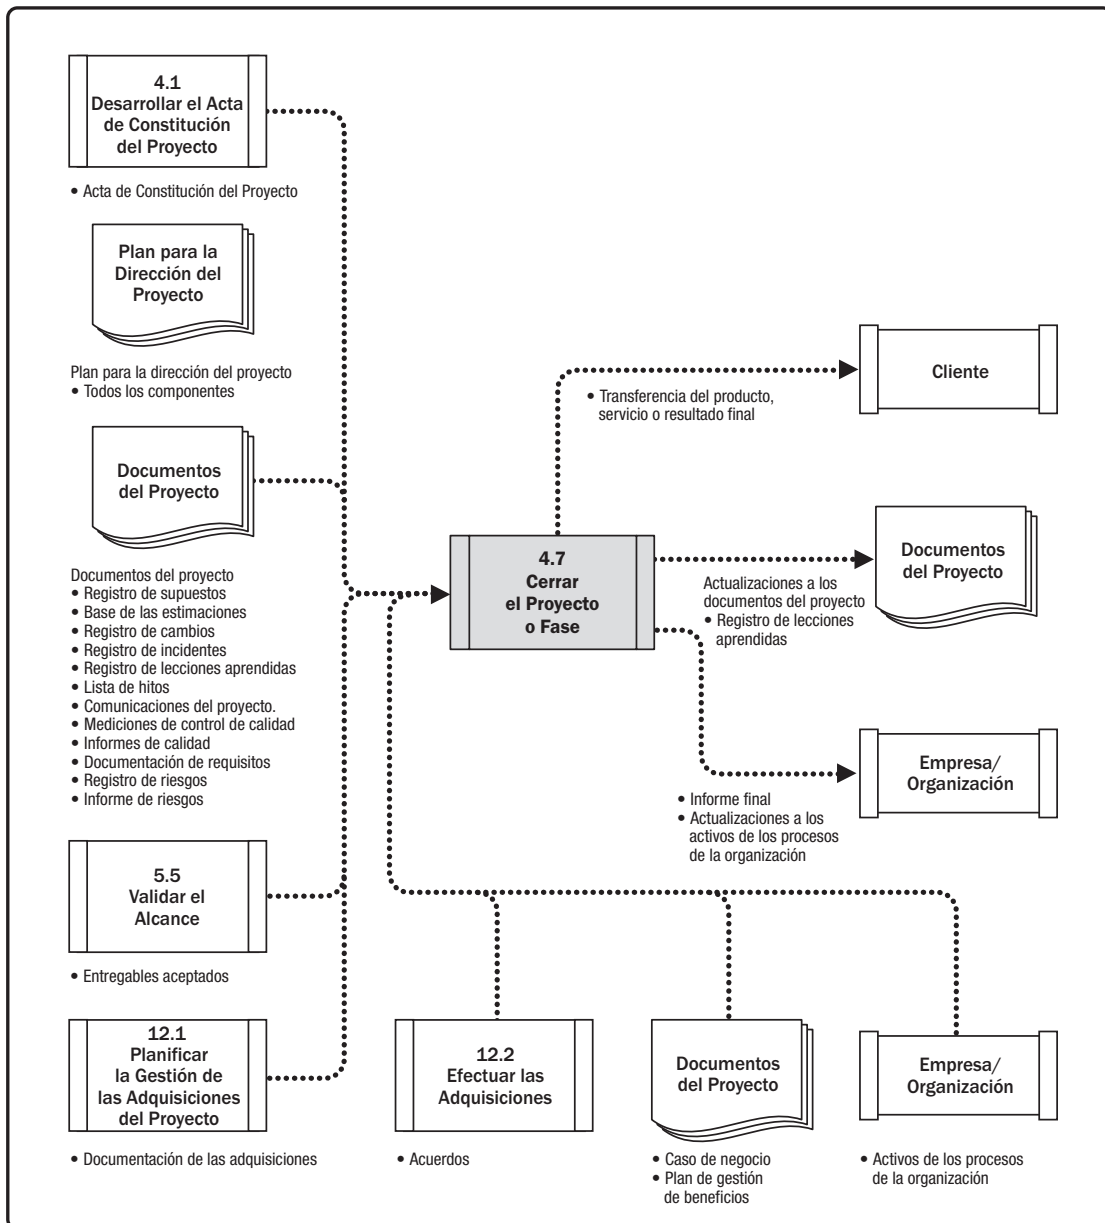 4.1
Desarrollar el Acta
de Constitución
del Proyecto
• Acta de Constitución del Proyecto
Plan para la
Dirección del
Proyecto
Plan para la dirección del proyecto
• Todos los componentes
Documentos
del Proyecto
Documentos del proyecto
• Registro de supuestos
• Base de las estimaciones
• Registro de cambios
• Registro de incidentes
• Registro de lecciones aprendidas
• Lista de hitos
• Comunicaciones del proyecto.
• Mediciones de control de calidad
• Informes de calidad
• Documentación de requisitos
• Registro de riesgos
• Informe de riesgos
5.5
Validar el
Alcance
• Entregables aceptados
12.1
Planificar
la Gestión de
las Adquisiciones
del Proyecto
• Documentación de las adquisiciones
4.7
Cerrar
el Proyecto
o Fase
• Transferencia del producto,
servicio o resultado final
Cliente
Actualizaciones a los
documentos del proyecto
• Registro de lecciones
aprendidas
Documentos
del Proyecto
• Informe final
• Actualizaciones a los
activos de los procesos
de la organización
Empresa/
Organización
12.2
Efectuar las
Adquisiciones
• Acuerdos
Documentos
del Proyecto
• Caso de negocio
• Plan de gestión
de beneficios
Empresa/
Organización
• Activos de los procesos
de la organización